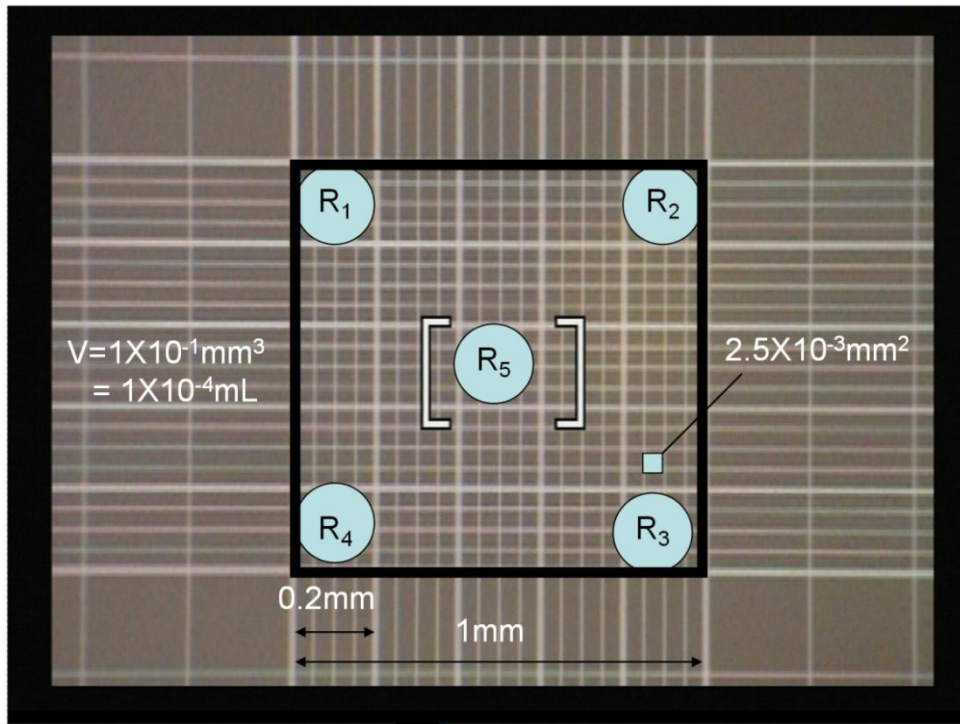 R₁
R₂
V=1X10⁻¹mm³
= 1X10⁻⁴mL
R₅
2.5X10⁻³mm²
R₄
R₃
0.2mm
1mm